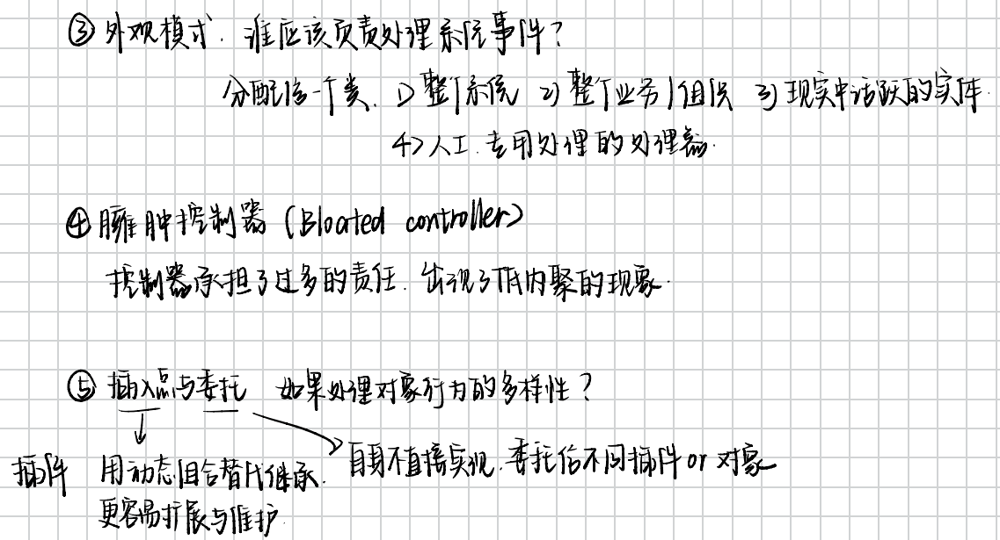 ③ 外观模式. 谁应该负责处理系统事件?
分配给一个类. 1) 整个系统 2) 整个业务/组织 3) 现实中活跃的实体.
4) 人工.专用处理的处理器.
④ 臃肿控制器 (Bloated controller)
控制器承担了过多的责任. 出现了低内聚的现象.
⑤ 插入点与委托 如果处理对象行为的多样性?
自身不直接实现.委托给不同插件 or 对象
插件 用动态组合替代继承.
更容易扩展与维护.